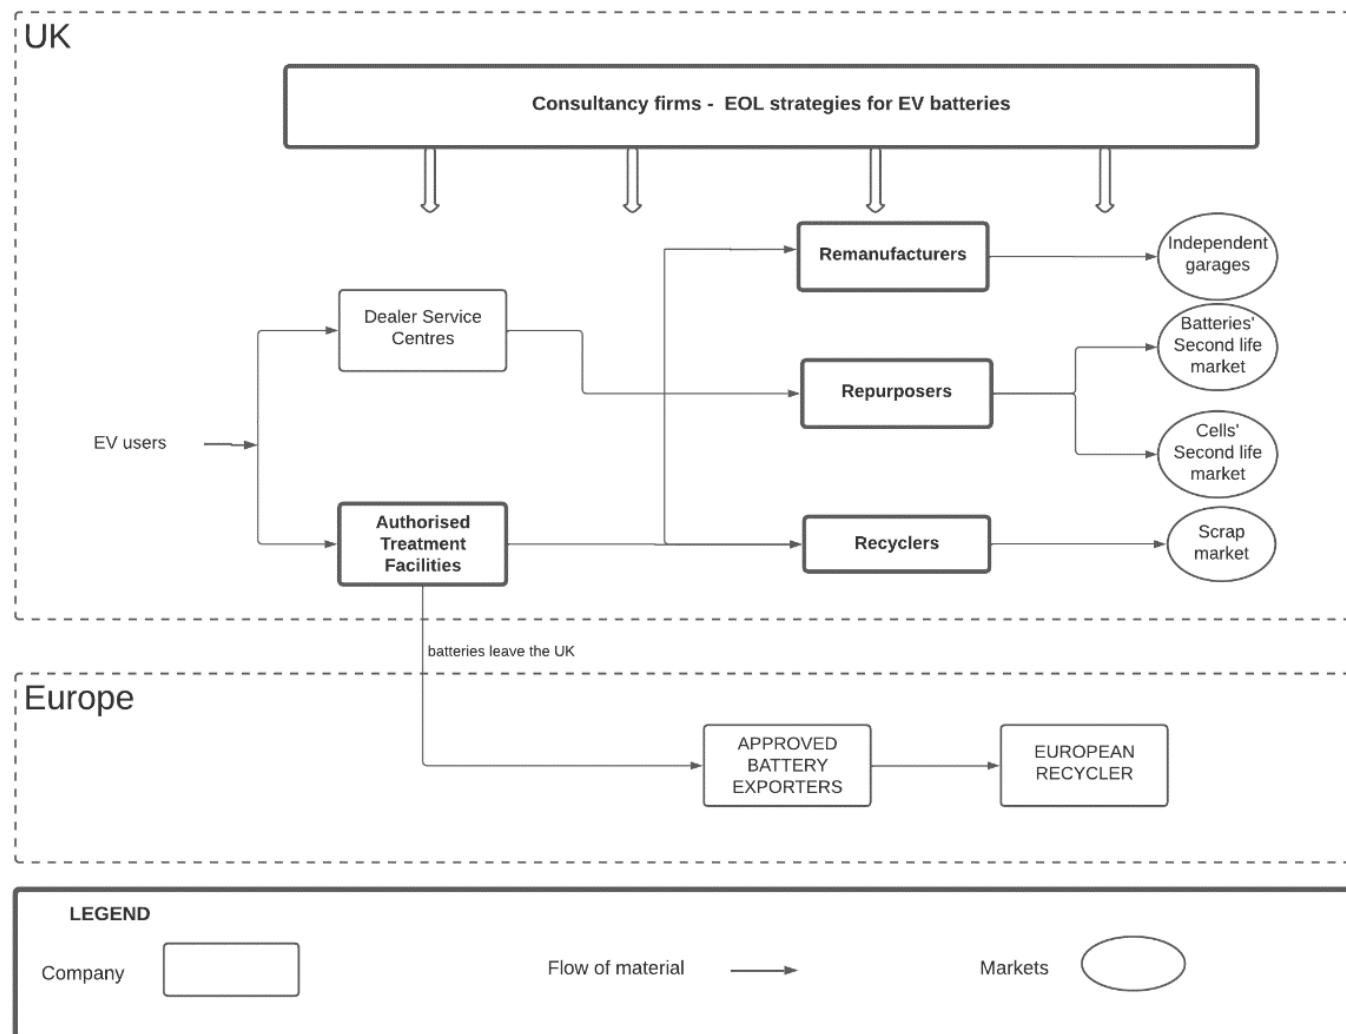 UK
Consultancy firms -  EOL strategies for EV batteries
Remanufacturers
Independent
garages
Dealer Service
Centres
Batteries'
Second life
market
Repurposers
EV users
Cells'
Second life
market
Authorised
Treatment
Facilities
Recyclers
Scrap
market
batteries leave the UK
Europe
APPROVED
BATTERY
EXPORTERS
EUROPEAN
RECYCLER
LEGEND
Company
Flow of material
Markets